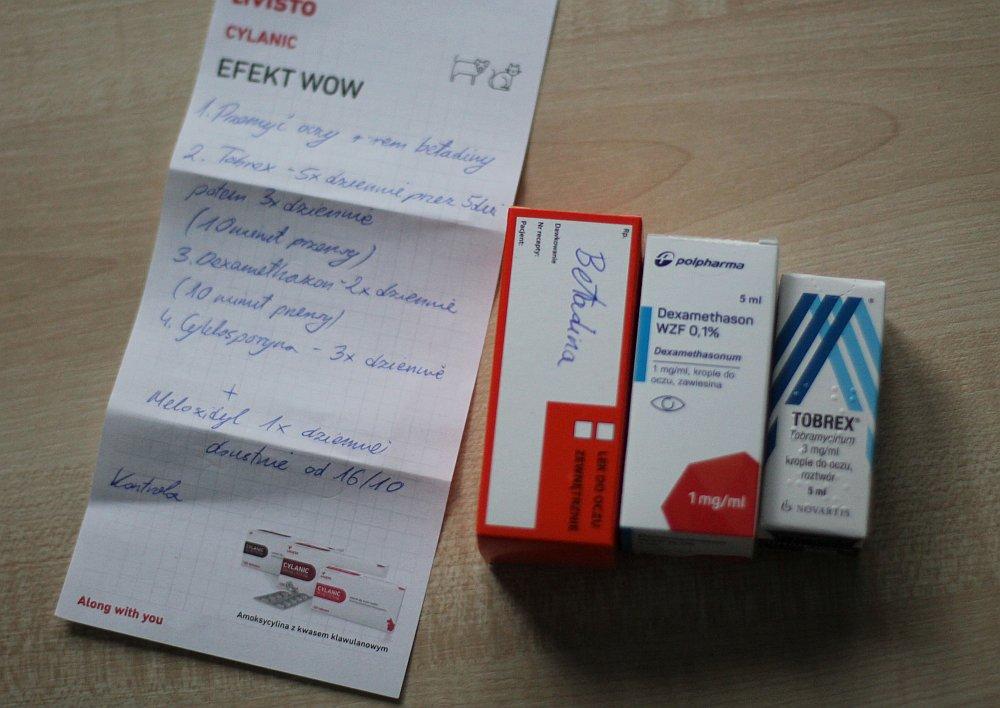 LIVISTO
CYLANIC
EFEKT WOW
1. Przemyć oczy + rem betadiny
2. Tobrex - 5x dziennie przez 5dni
potem 3x dziennie
(10 minut przerwy)
3. Dexamethazon - 2x dziennie
(10 minut przerwy)
4. Cyklosporyna - 3x dziennie
+
Meloxidyl 1x dziennie
doustnie od 16/10
Kontrola
CYLANIC
CYLANIC
CYLANIC
Along with you
Amoksycylina z kwasem klawulanowym
Rp.
Dawkowanie
Nr recepty:
Pacjent:
Betadina
LEK DO OCZU
ZEWNĘTRZNIE
polpharma
5 ml
Dexamethason
WZF 0,1%
Dexamethasonum
1 mg/ml, krople do
oczu, zawiesina
1 mg/ml
TOBREX®
Tobramycinum
3 mg/ml
krople do oczu,
roztwór
5 ml
NOVARTIS